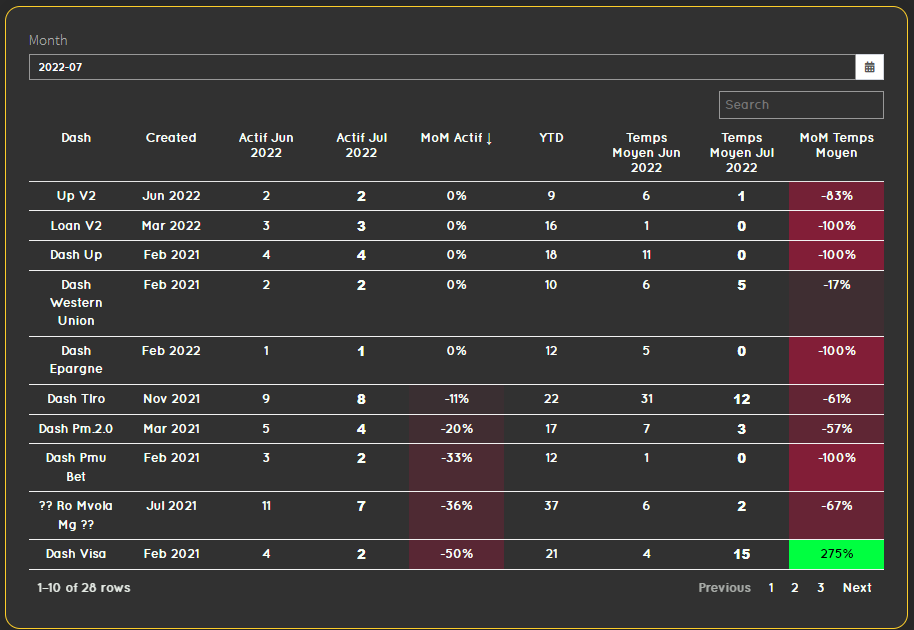 Month
2022-07
Search
Dash Created Actif Jun 2022 Actif Jul 2022 MoM Actif ↓ YTD Temps Moyen Jun 2022 Temps Moyen Jul 2022 MoM Temps Moyen
Up V2 Jun 2022 2 2 0% 9 6 1 -83%
Loan V2 Mar 2022 3 3 0% 16 1 0 -100%
Dash Up Feb 2021 4 4 0% 18 11 0 -100%
Dash Western Union Feb 2021 2 2 0% 10 6 5 -17%
Dash Epargne Feb 2022 1 1 0% 12 5 0 -100%
Dash Tlro Nov 2021 9 8 -11% 22 31 12 -61%
Dash Pm.2.0 Mar 2021 5 4 -20% 17 7 3 -57%
Dash Pmu Bet Feb 2021 3 2 -33% 12 1 0 -100%
?? Ro Mvola Mg ?? Jul 2021 11 7 -36% 37 6 2 -67%
Dash Visa Feb 2021 4 2 -50% 21 4 15 275%
1–10 of 28 rows Previous 1 2 3 Next